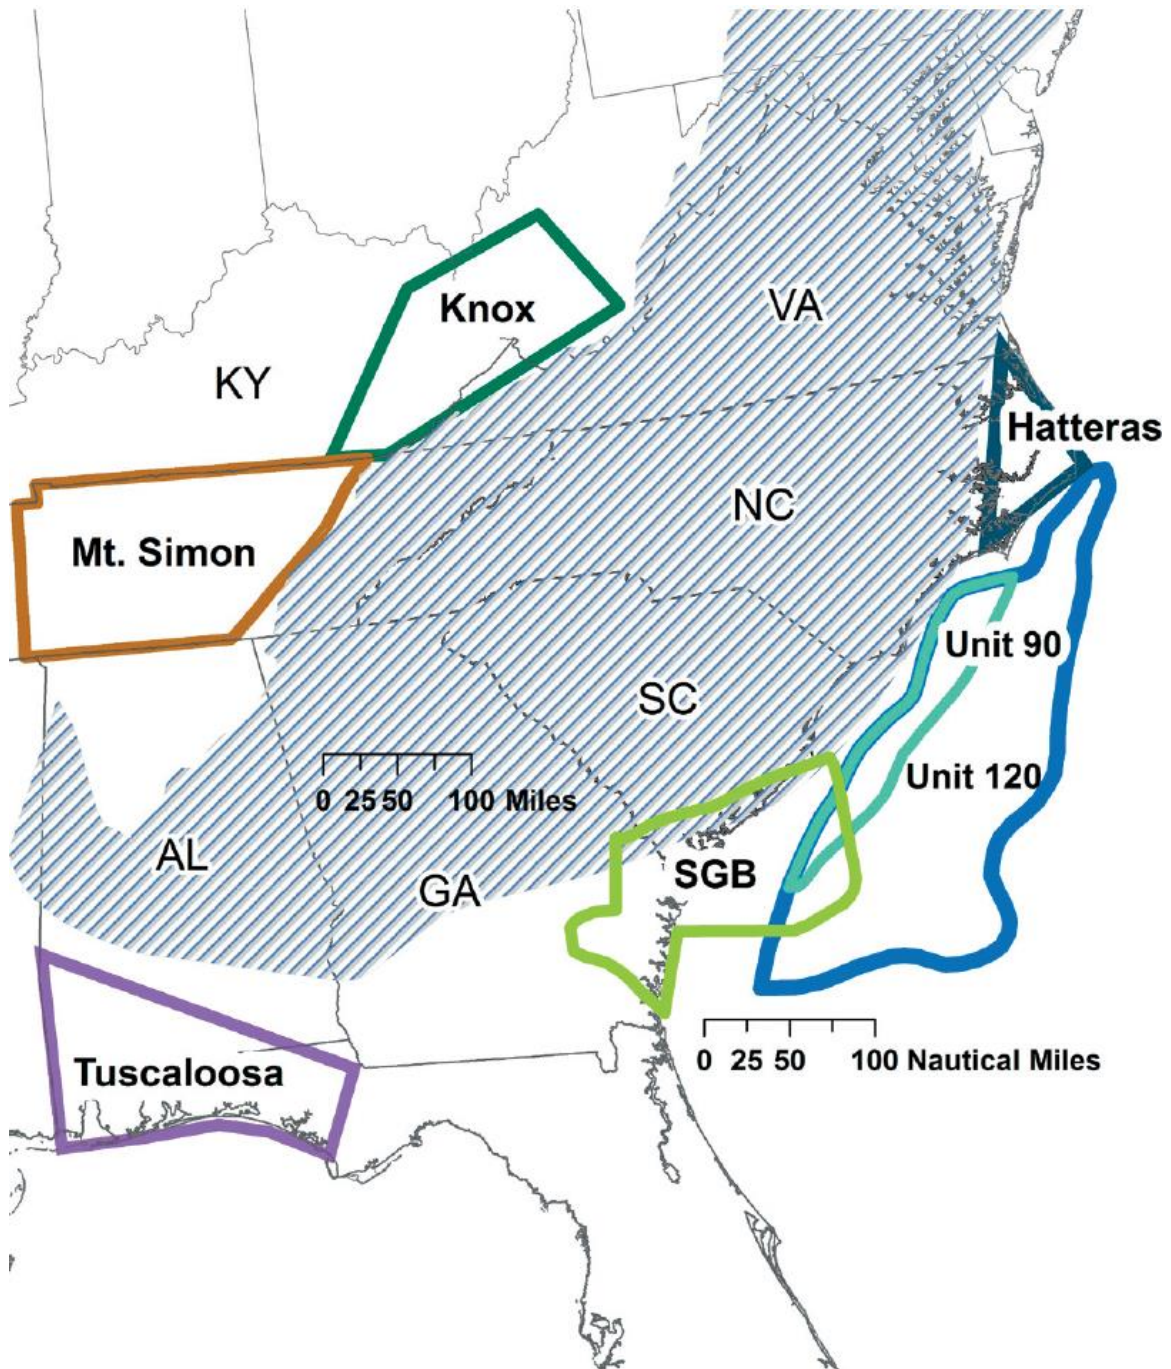 VA
Knox
KY
Hatteras
NC
Mt. Simon
Unit 90
SC
Unit 120
0 25 50 100 Miles
AL
SGB
GA
Tuscaloosa
0 25 50 100 Nautical Miles